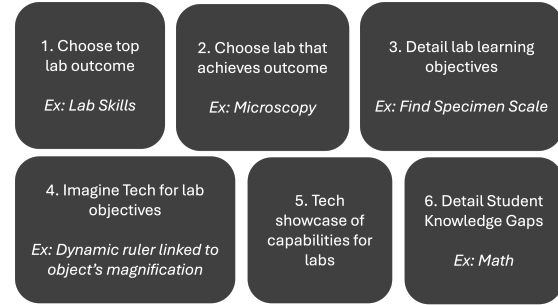 1. Choose top
lab outcome
Ex: Lab Skills
2. Choose lab that
achieves outcome
Ex: Microscopy
3. Detail lab learning
objectives
Ex: Find Specimen Scale
4. Imagine Tech for lab
objectives
Ex: Dynamic ruler linked to
object's magnification
5. Tech
showcase of
capabilities for
labs
6. Detail Student
Knowledge Gaps
Ex: Math